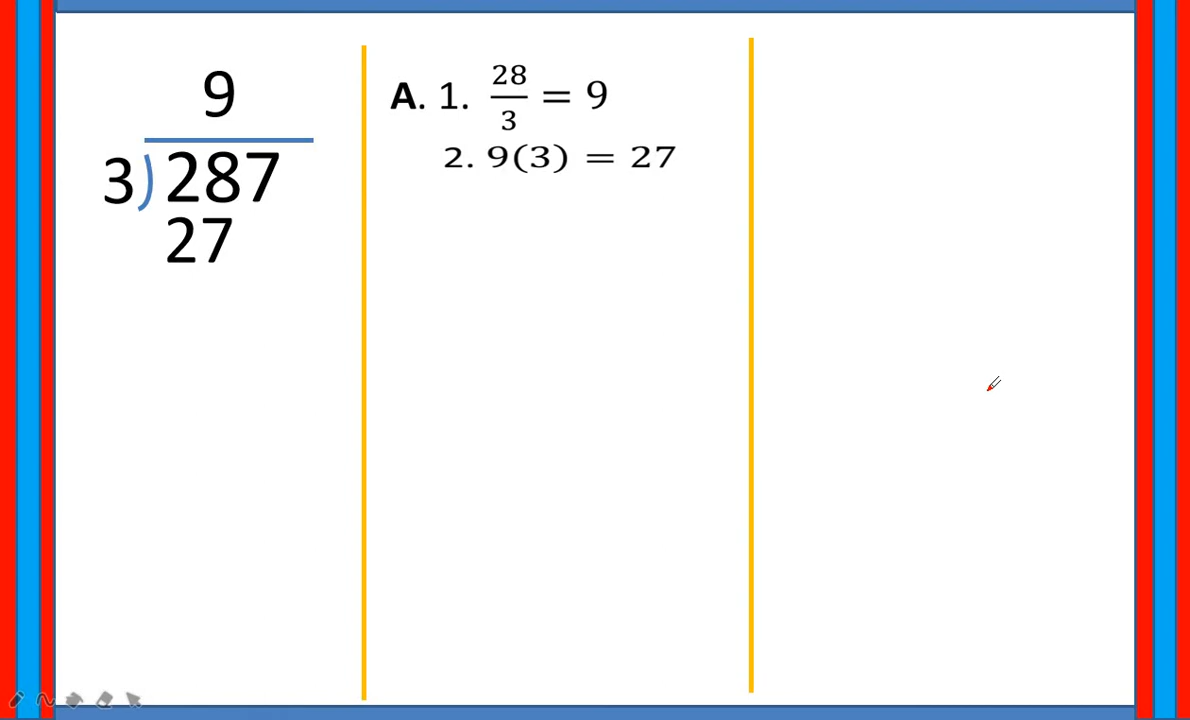 9
3)287
27
A. 1. 28/3 = 9
2. 9(3) = 27